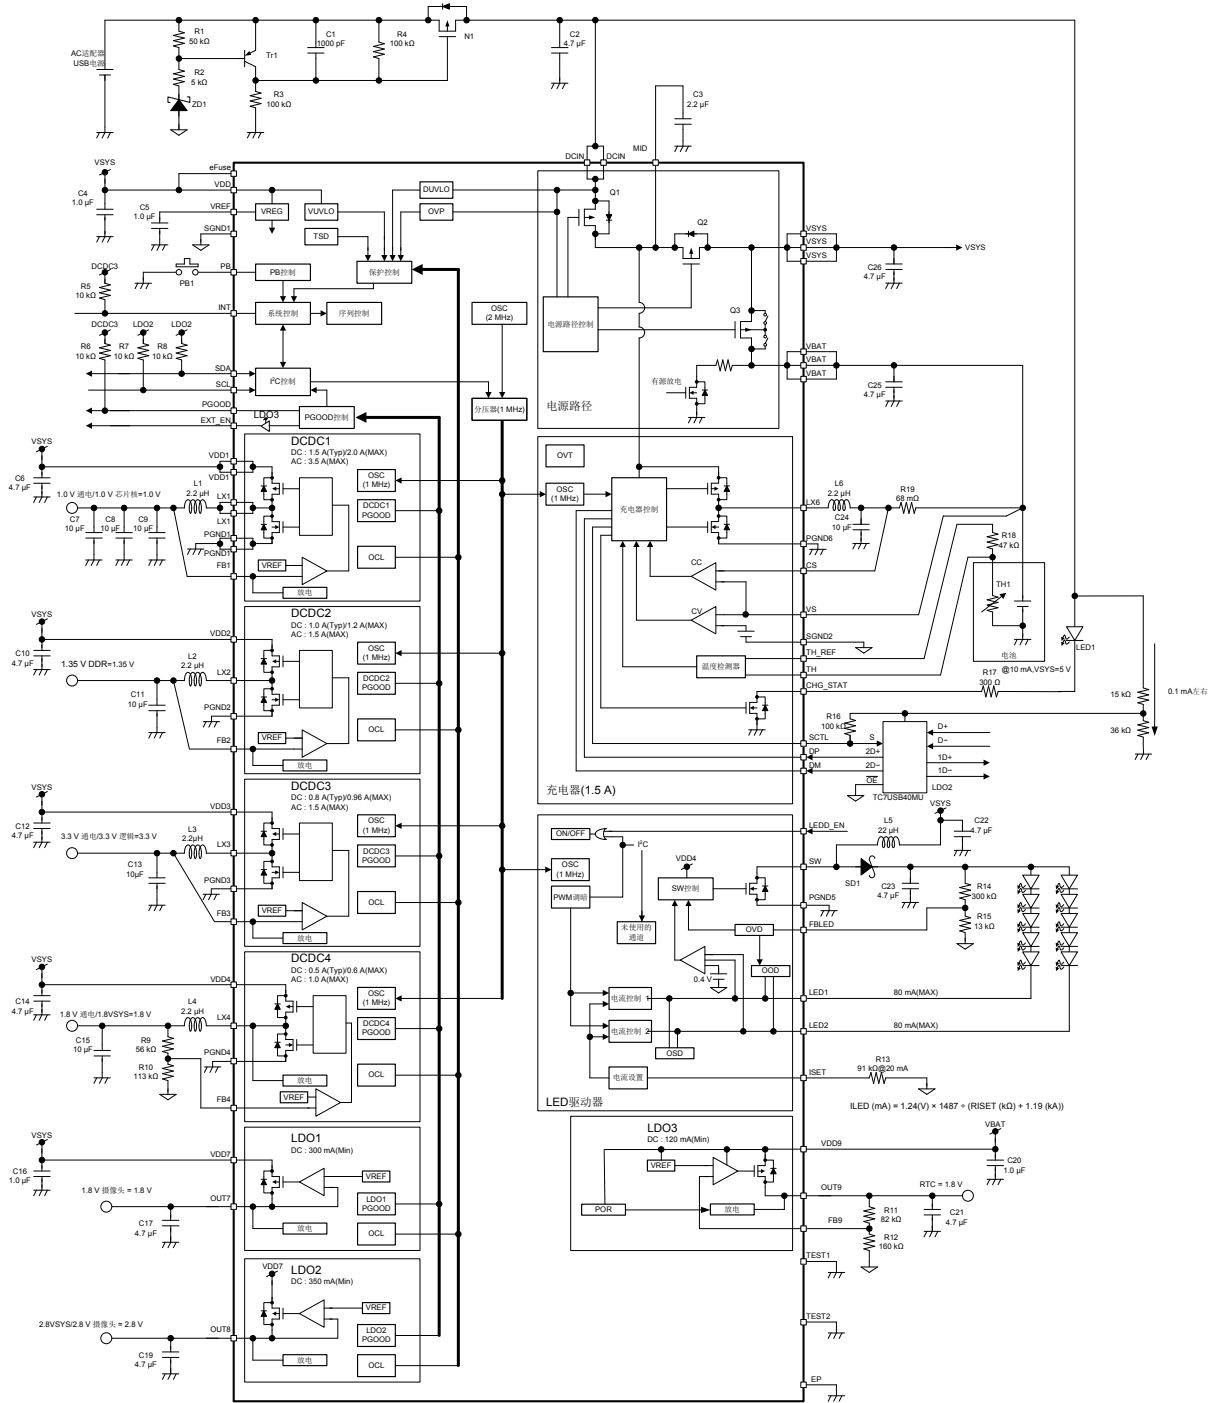 AC适配器
USB电源
R1
50 kΩ
R2
5 kΩ
ZD1
Tr1
R3
100 kΩ
C1
1000 pF
R4
100 kΩ
N1
C2
4.7 µF
C3
2.2 µF
MID
DCIN
DCIN
VSYS
eFuse
VDD
C4
1.0 µF
C5
1.0 µF
VREF
SGND1
VREG
VUVLO
TSD
DUVLO
OVP
保护控制
DCDC3
R5
10 kΩ
PB1
PB
PB控制
INT
系统控制
序列控制
DCDC3
LDO2
LDO2
R6
10 kΩ
R7
10 kΩ
R8
10 kΩ
SDA
SCL
I²C控制
PGOOD
EXT_EN
LDO3
PGOOD控制
OSC
(2 MHz)
分压器(1 MHz)
Q1
Q2
Q3
电源路径控制
有源放电
电源路径
VSYS
VSYS
VSYS
VSYS
C26
4.7 µF
VBAT
VBAT
VBAT
C25
4.7 µF
VSYS
C6
4.7 µF
1.0 V 通电/1.0 V 芯片核=1.0 V
C7
10 µF
C8
10 µF
C9
10 µF
L1
2.2 µH
VDD1
VDD1
LX1
LX1
PGND1
PGND1
FB1
DCDC1
DC : 1.5 A(Typ)/2.0 A(MAX)
AC : 3.5 A(MAX)
OSC
(1 MHz)
DCDC1
PGOOD
OCL
VREF
放电
VSYS
C10
4.7 µF
1.35 V DDR=1.35 V
C11
10 µF
L2
2.2 µH
VDD2
LX2
PGND2
FB2
DCDC2
DC : 1.0 A(Typ)/1.2 A(MAX)
AC : 1.5 A(MAX)
OSC
(1 MHz)
DCDC2
PGOOD
OCL
VREF
放电
VSYS
C12
4.7 µF
3.3 V 通电/3.3 V 逻辑=3.3 V
C13
10µF
L3
2.2µH
VDD3
LX3
PGND3
FB3
DCDC3
DC : 0.8 A(Typ)/0.96 A(MAX)
AC : 1.5 A(MAX)
OSC
(1 MHz)
DCDC3
PGOOD
OCL
VREF
放电
VSYS
C14
4.7 µF
1.8 V 通电/1.8VSYS=1.8 V
C15
10 µF
R9
56 kΩ
R10
113 kΩ
L4
2.2 µH
VDD4
LX4
PGND4
FB4
DCDC4
DC : 0.5 A(Typ)/0.6 A(MAX)
AC : 1.0 A(MAX)
OSC
(1 MHz)
DCDC4
PGOOD
OCL
放电
VREF
VSYS
C16
1.0 µF
1.8 V 摄像头 = 1.8 V
C17
4.7 µF
VDD7
OUT7
LDO1
DC : 300 mA(Min)
VREF
LDO1
PGOOD
OCL
放电
2.8VSYS/2.8 V 摄像头 = 2.8 V
C19
4.7 µF
OUT8
LDO2
DC : 350 mA(Min)
VDD7
VREF
LDO2
PGOOD
OCL
放电
OVT
OSC
(1 MHz)
充电器控制
CC
CV
温度检测器
充电器(1.5 A)
LX6
L6
2.2 µH
C24
10 µF
R19
68 mΩ
PGND6
CS
VS
SGND2
TH_REF
TH
CHG_STAT
R18
47 kΩ
TH1
电池
@10 mA,VSYS=5 V
R17
300 Ω
LED1
15 kΩ
36 kΩ
0.1 mA左右
R16
100 kΩ
SCTL
DP
DM
S
2D+
2D−
OE
D+
D−
1D+
1D−
TC7USB40MU
LDO2
ON/OFF
I²C
OSC
(1 MHz)
PWM调暗
未使用的
通道
VDD4
SW控制
OVD
OOD
0.4 V
电流控制 1
电流控制 2
OSD
电流设置
LED驱动器
LEDD_EN
SW
PGND5
FBLED
LED1
LED2
ISET
L5
22 µH
VSYS
C22
4.7 µF
SD1
C23
4.7 µF
R14
300 kΩ
R15
13 kΩ
80 mA(MAX)
80 mA(MAX)
R13
91 kΩ@20 mA
ILED (mA) = 1.24(V) × 1487 ÷ (RISET (kΩ) + 1.19 (kA))
LDO3
DC : 120 mA(Min)
VREF
POR
放电
VDD9
VBAT
C20
1.0 µF
OUT9
RTC = 1.8 V
FB9
R11
82 kΩ
R12
160 kΩ
C21
4.7 µF
TEST1
TEST2
EP